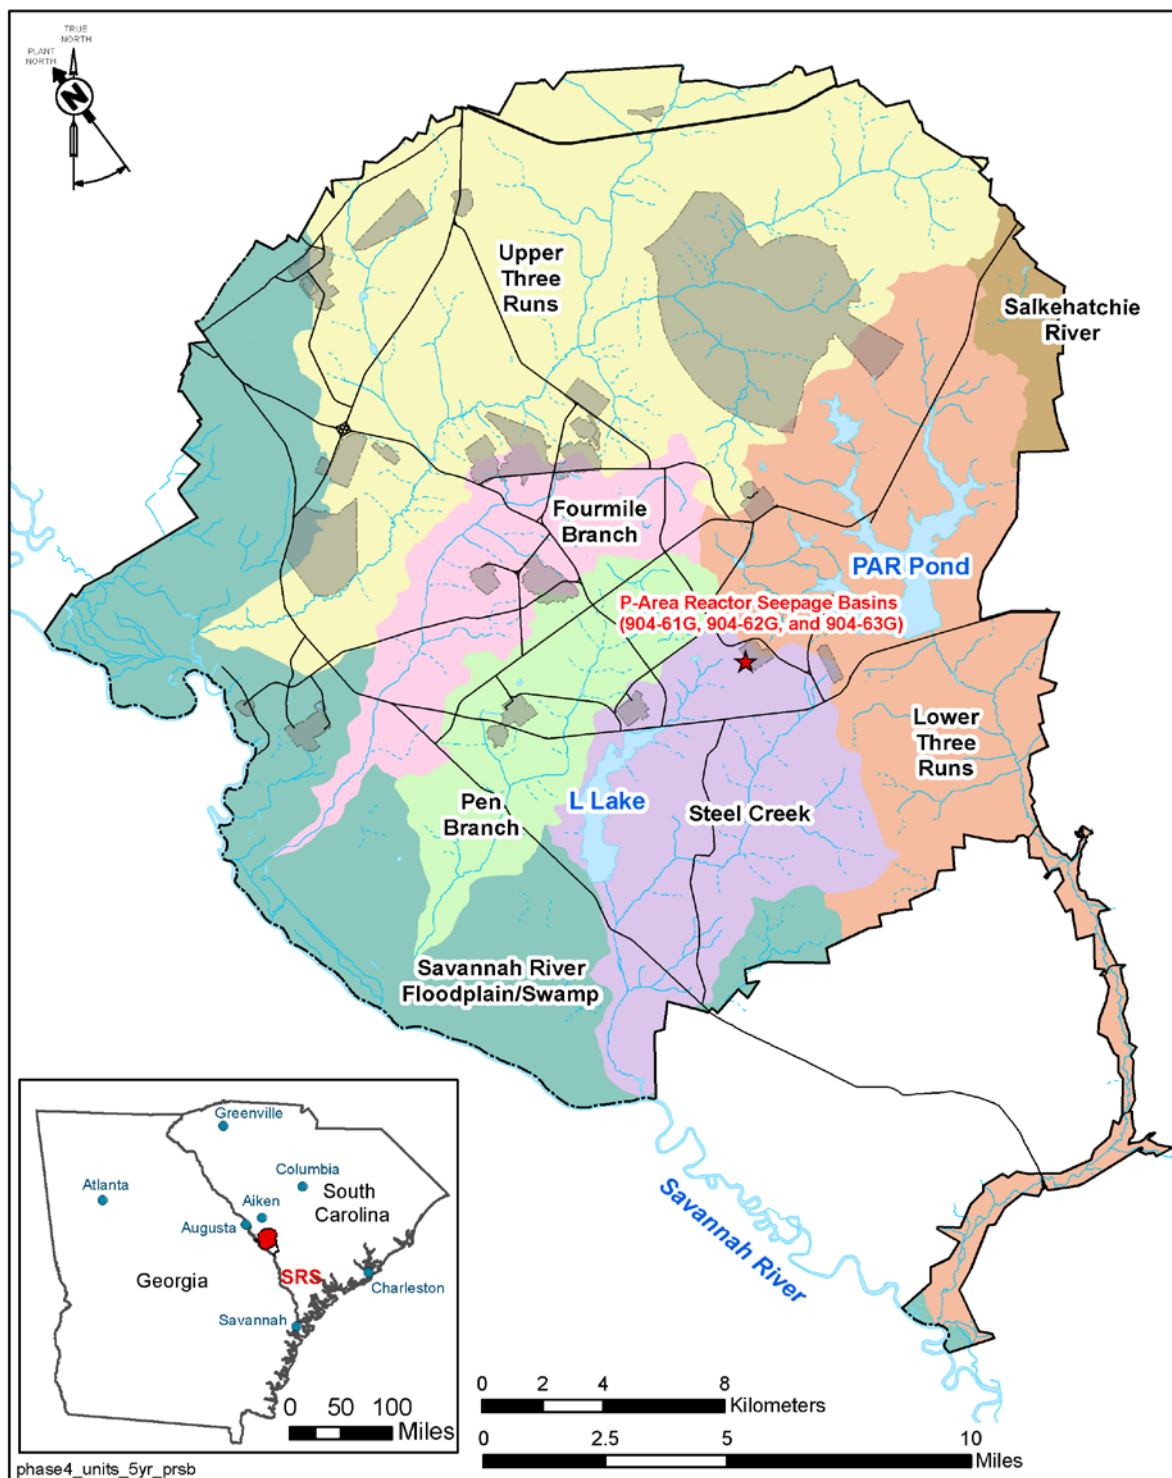 TRUE
NORTH
PLANT
NORTH
N
Upper
Three
Runs
Salkehatchie
River
Fourmile
Branch
PAR Pond
P-Area Reactor Seepage Basins
(904-61G, 904-62G, and 904-63G)
Lower
Three
Runs
L Lake
Steel Creek
Pen
Branch
Savannah River
Floodplain/Swamp
Savannah River
Greenville
Columbia
Atlanta
Aiken
South
Carolina
Augusta
Georgia
SRS
Charleston
Savannah
0 50 100
Miles
0 2 4 8
Kilometers
0 2.5 5 10
Miles
phase4_units_5yr_prsb